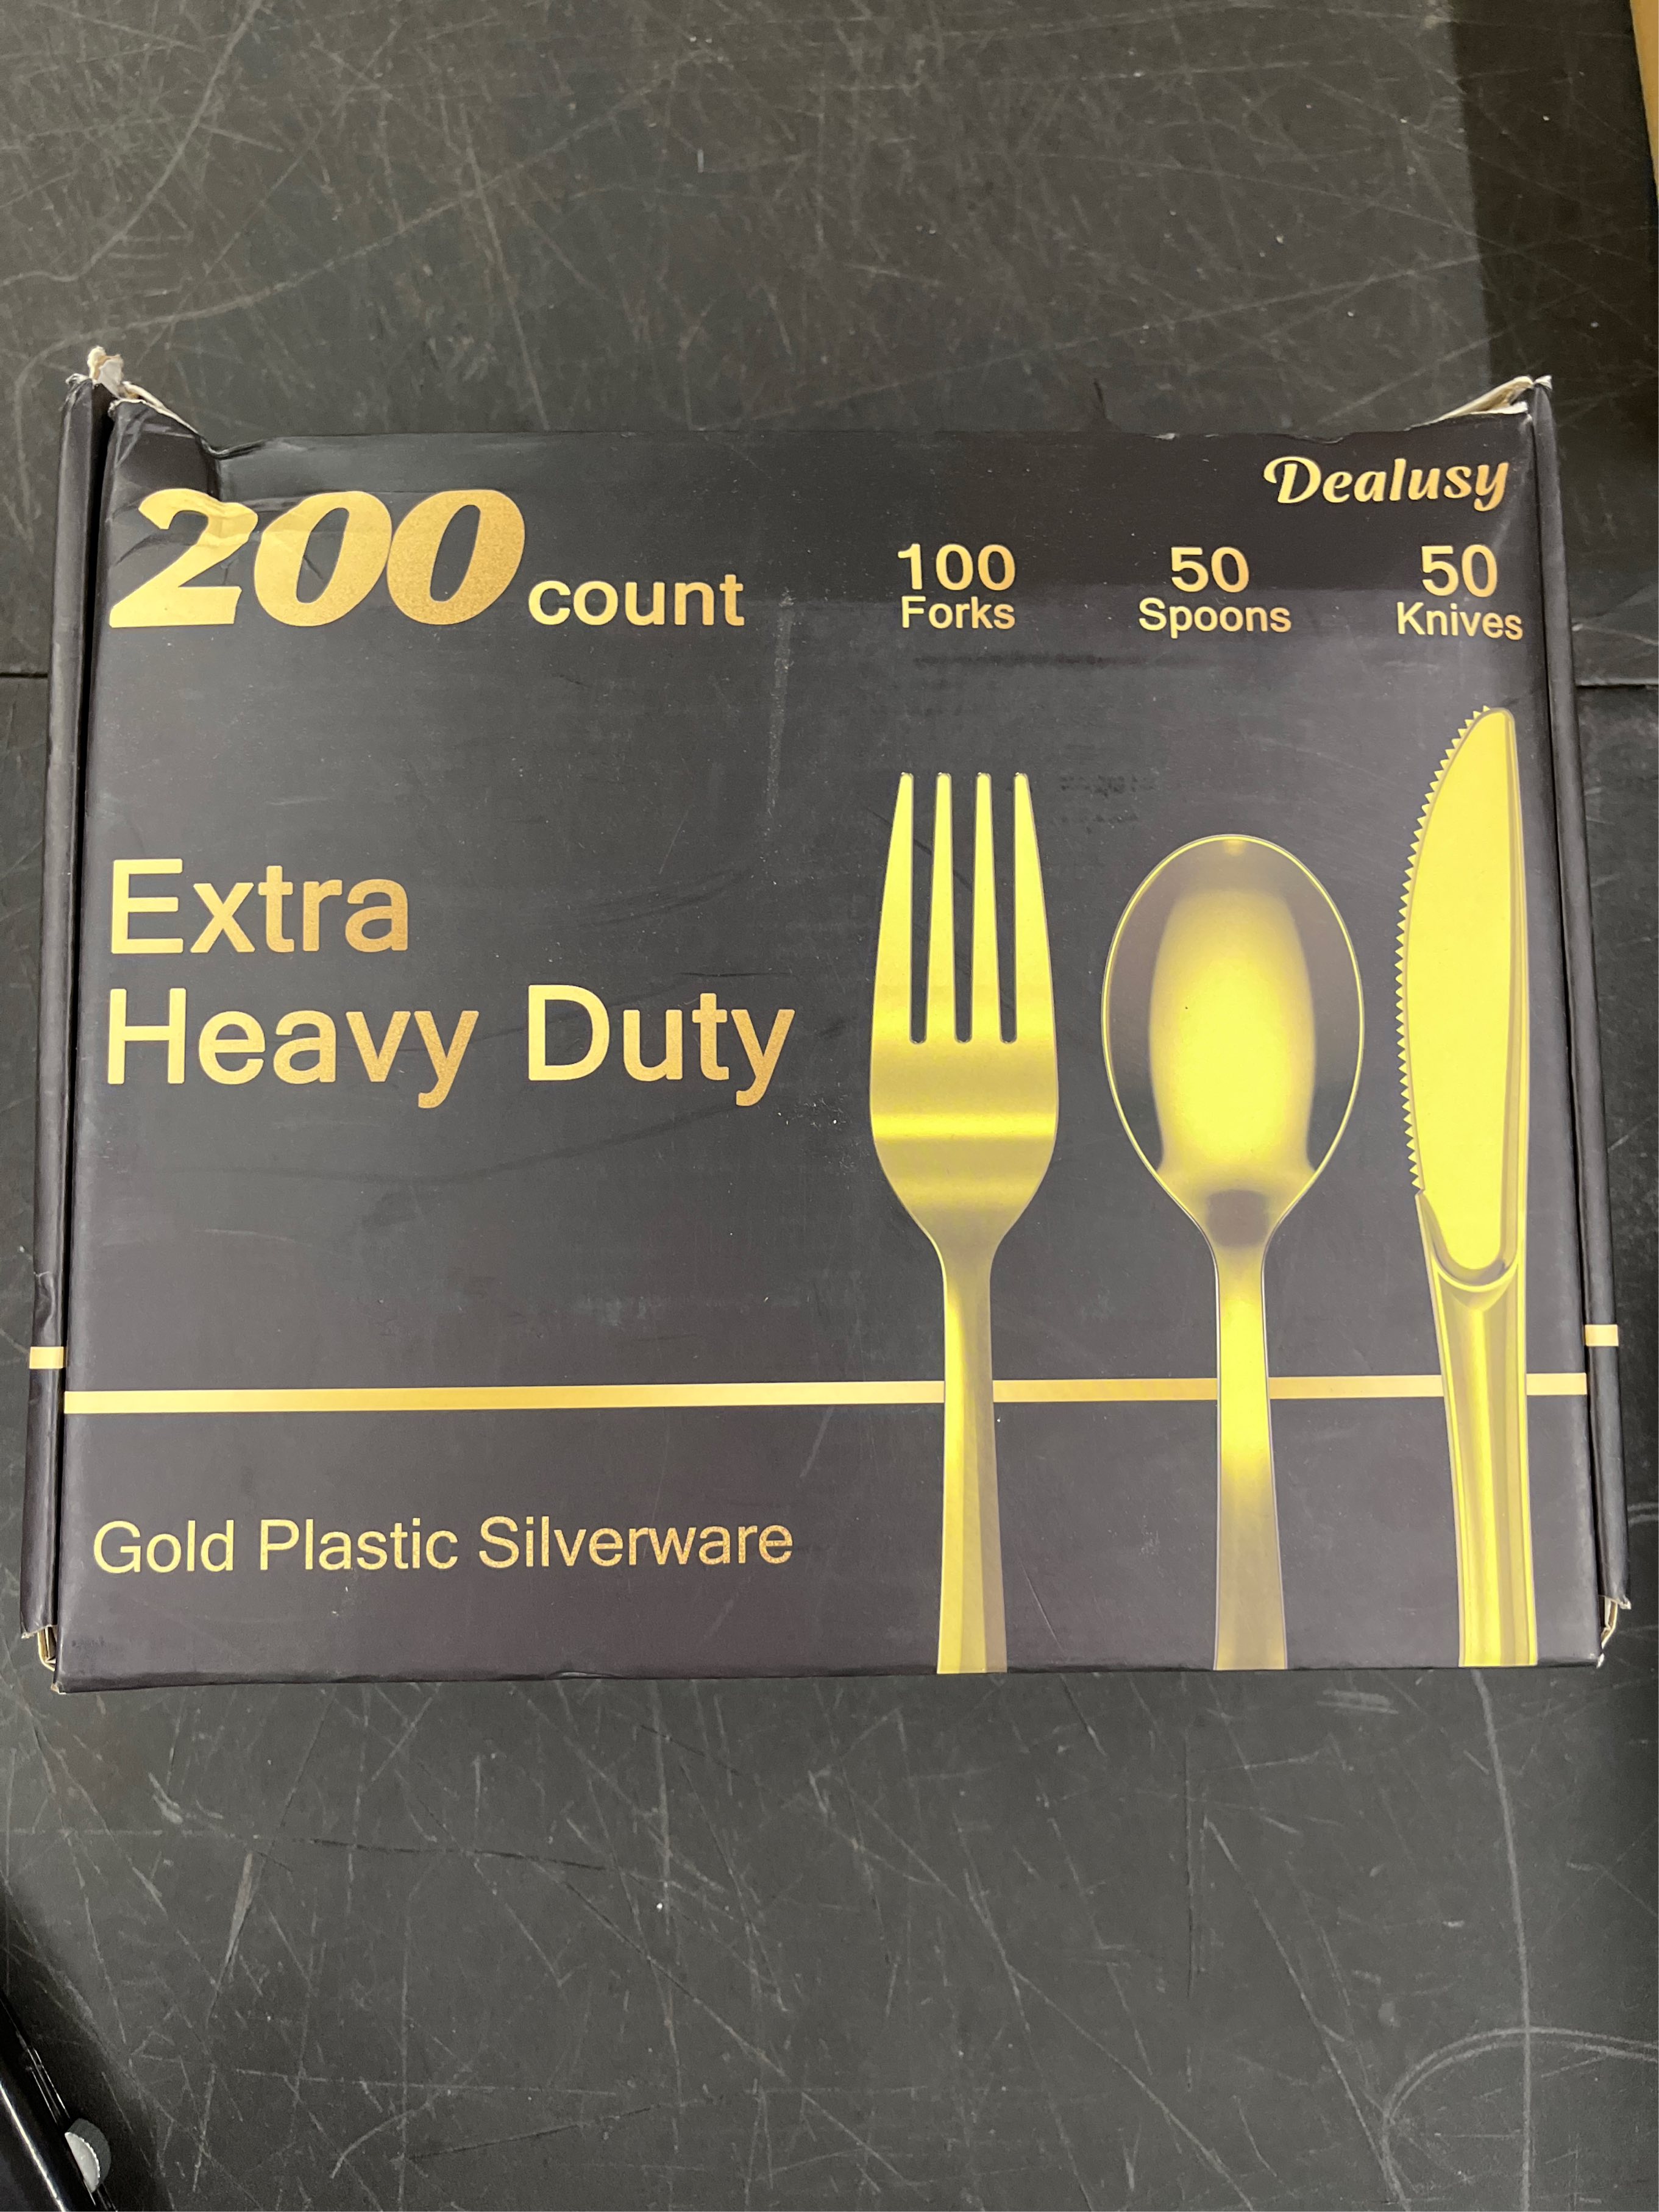 Dealusy
200 count
100 50 50
Forks Spoons Knives
Extra
Heavy Duty
Gold Plastic Silverware